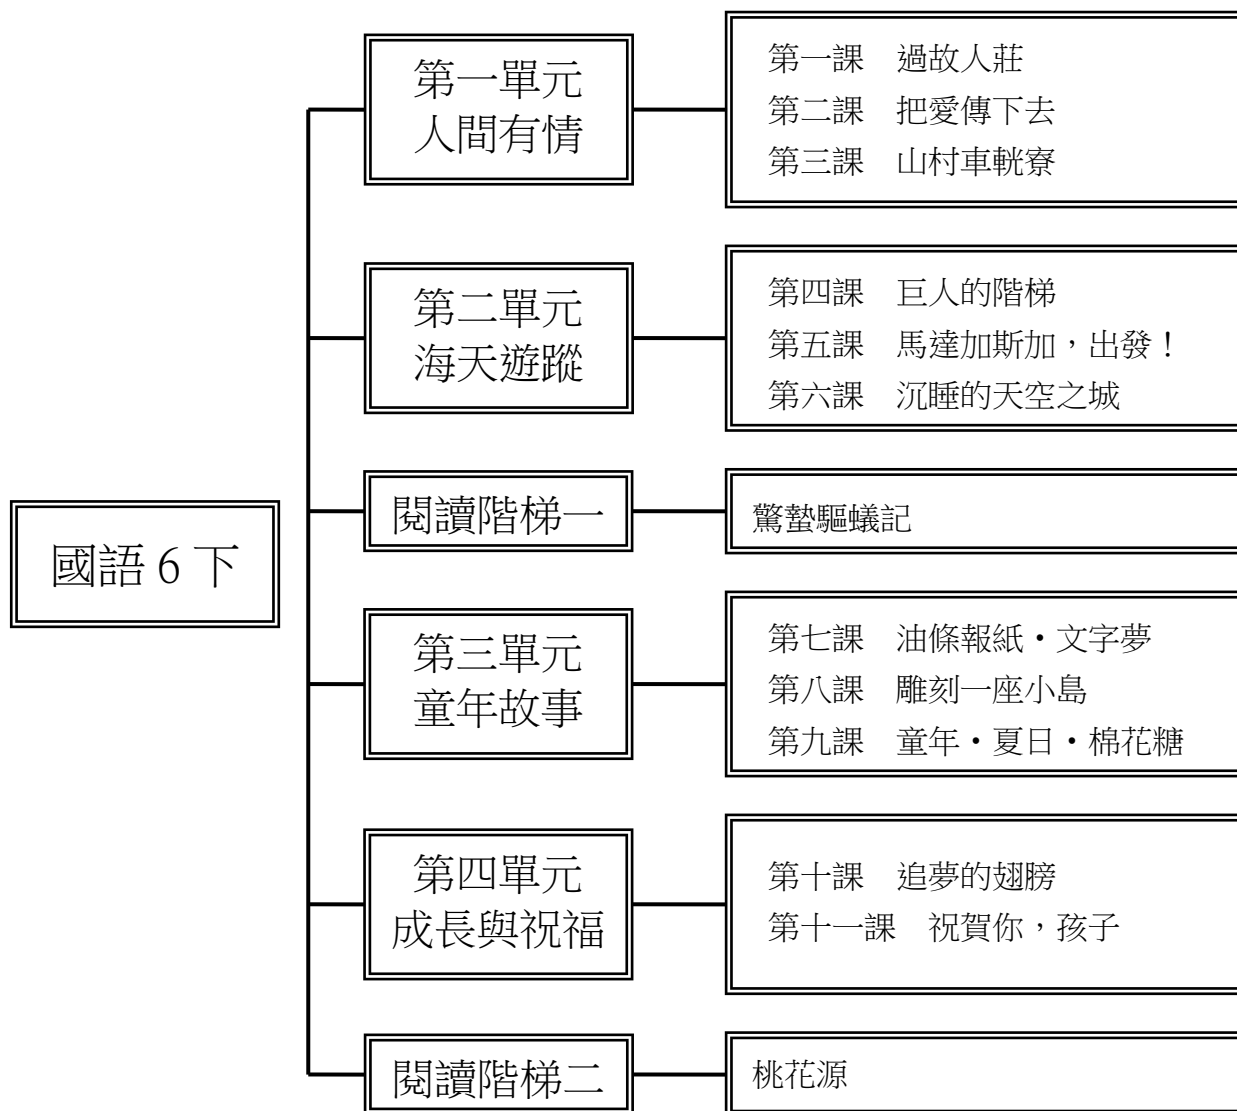 國語 6 下
第一單元
人間有情
第一課　過故人莊
第二課　把愛傳下去
第三課　山村車輄寮
第二單元
海天遊蹤
第四課　巨人的階梯
第五課　馬達加斯加，出發！
第六課　沉睡的天空之城
閱讀階梯一
驚蟄驅蟻記
第三單元
童年故事
第七課　油條報紙・文字夢
第八課　雕刻一座小島
第九課　童年・夏日・棉花糖
第四單元
成長與祝福
第十課　追夢的翅膀
第十一課　祝賀你，孩子
閱讀階梯二
桃花源